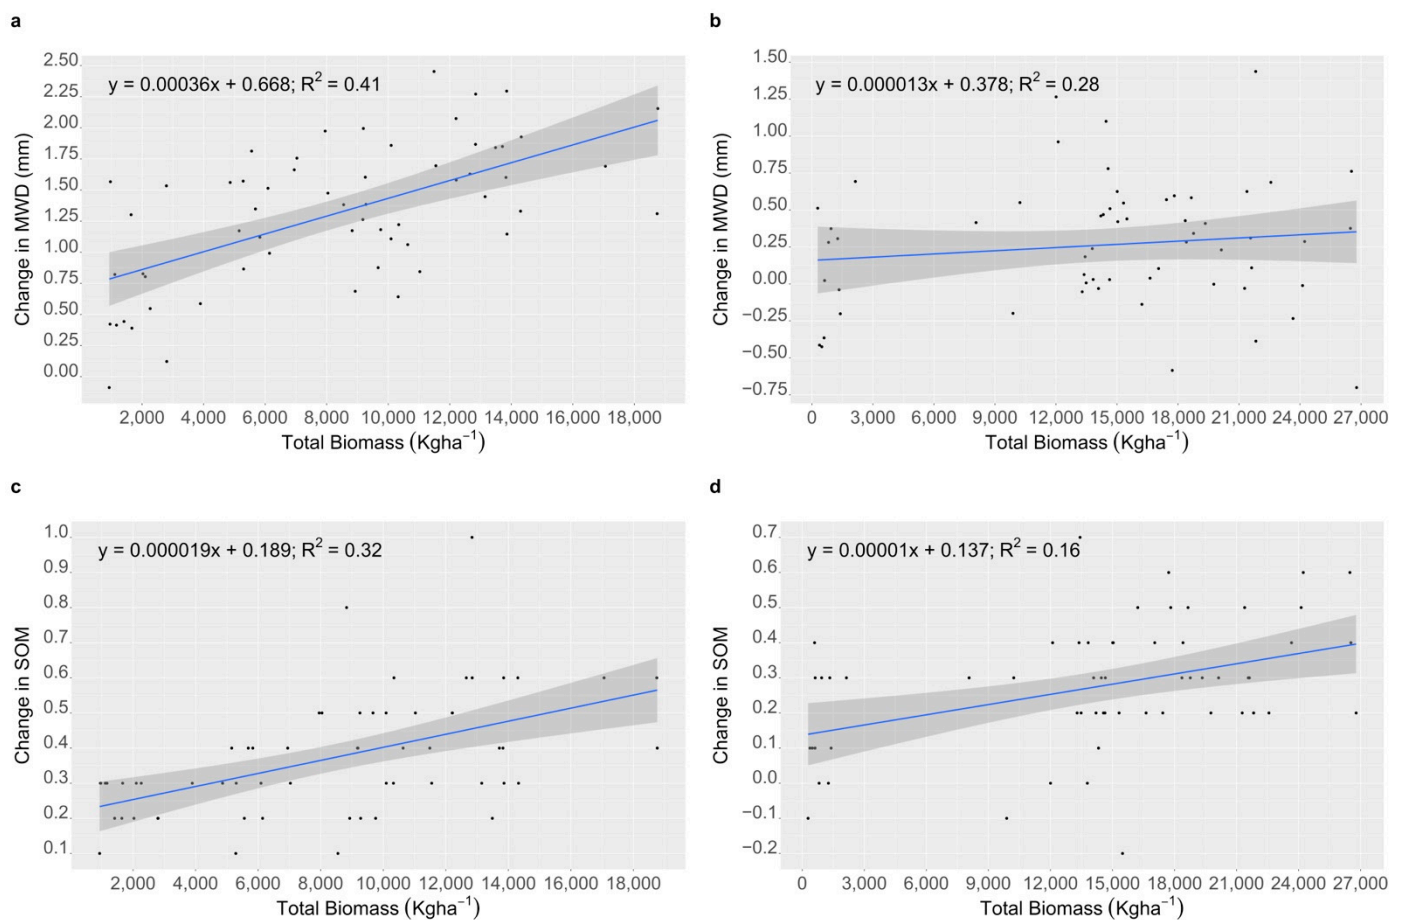 a
y = 0.00036x + 0.668; R² = 0.41
2.50
2.25
2.00
1.75
1.50
1.25
1.00
0.75
0.50
0.25
0.00
Change in MWD (mm)
2,000 4,000 6,000 8,000 10,000 12,000 14,000 16,000 18,000
Total Biomass (Kgha⁻¹)
b
y = 0.000013x + 0.378; R² = 0.28
1.50
1.25
1.00
0.75
0.50
0.25
0.00
−0.25
−0.50
−0.75
Change in MWD (mm)
0 3,000 6,000 9,000 12,000 15,000 18,000 21,000 24,000 27,000
Total Biomass (Kgha⁻¹)
c
y = 0.000019x + 0.189; R² = 0.32
1.0
0.9
0.8
0.7
0.6
0.5
0.4
0.3
0.2
0.1
Change in SOM
2,000 4,000 6,000 8,000 10,000 12,000 14,000 16,000 18,000
Total Biomass (Kgha⁻¹)
d
y = 0.00001x + 0.137; R² = 0.16
0.7
0.6
0.5
0.4
0.3
0.2
0.1
0.0
−0.1
−0.2
Change in SOM
0 3,000 6,000 9,000 12,000 15,000 18,000 21,000 24,000 27,000
Total Biomass (Kgha⁻¹)